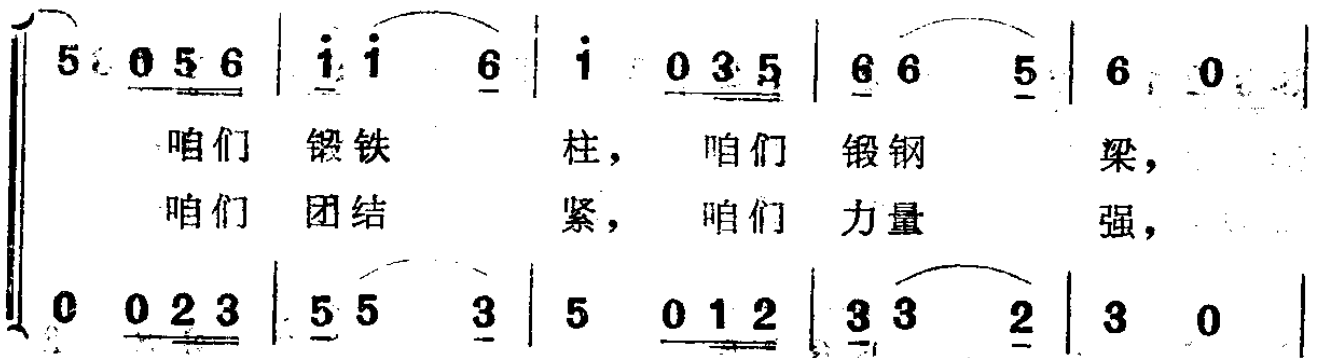 5 0 5 6 | i i 6 | i 0 3 5 | 6 6 5 | 6 0 |
咱们 锻铁 柱， 咱们 锻钢 梁，
咱们 团结 紧， 咱们 力量 强，
0 0 2 3 | 5 5 3 | 5 0 1 2 | 3 3 2 | 3 0 |